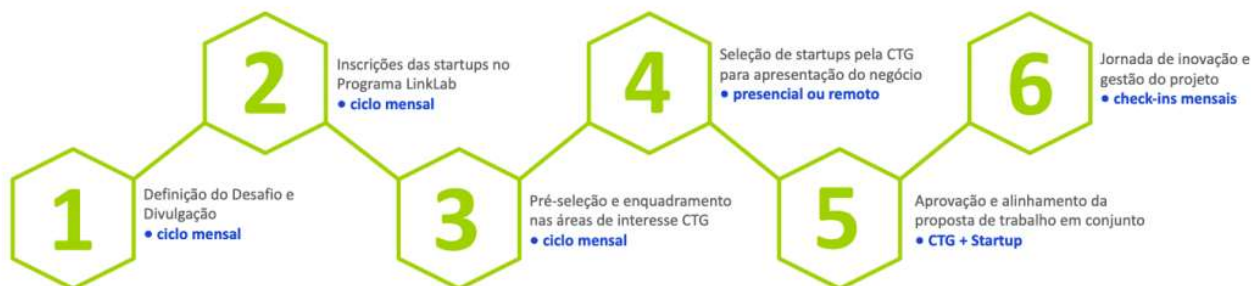 1
Definição do Desafio e
Divulgação
• ciclo mensal
2
Inscrições das startups no
Programa LinkLab
• ciclo mensal
3
Pré-seleção e enquadramento
nas áreas de interesse CTG
• ciclo mensal
4
Seleção de startups pela CTG
para apresentação do negócio
• presencial ou remoto
5
Aprovação e alinhamento da
proposta de trabalho em conjunto
• CTG + Startup
6
Jornada de inovação e
gestão do projeto
• check-ins mensais